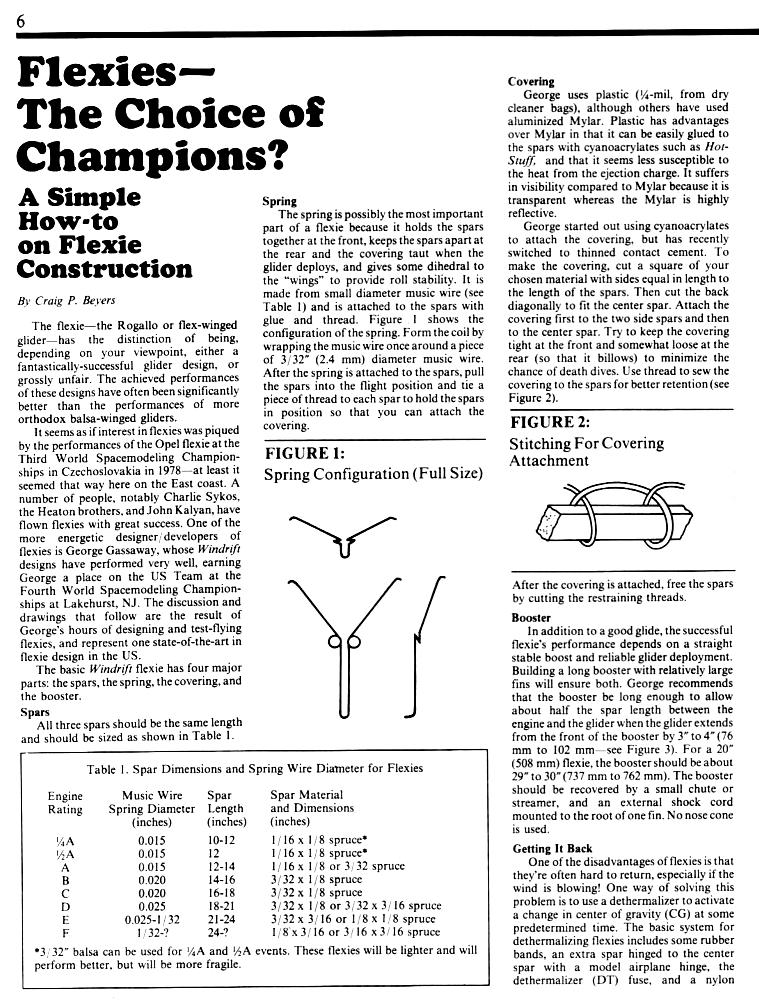 6
Flexies—
The Choice of
Champions?
A Simple
How-to
on Flexie
Construction
By Craig P. Beyers
The flexie—the Rogallo or flex-winged
glider—has the distinction of being,
depending on your viewpoint, either a
fantastically-successful glider design, or
grossly unfair. The achieved performances
of these designs have often been significantly
better than the performances of more
orthodox balsa-winged gliders.
It seems as if interest in flexies was piqued
by the performances of the Opel flexie at the
Third World Spacemodeling Champion-
ships in Czechoslovakia in 1978—at least it
seemed that way here on the East coast. A
number of people, notably Charlie Sykos,
the Heaton brothers, and John Kalyan, have
flown flexies with great success. One of the
more energetic designer/developers of
flexies is George Gassaway, whose Windrift
designs have performed very well, earning
George a place on the US Team at the
Fourth World Spacemodeling Champion-
ships at Lakehurst, NJ. The discussion and
drawings that follow are the result of
George's hours of designing and test-flying
flexies, and represent one state-of-the-art in
flexie design in the US.
The basic Windrift flexie has four major
parts: the spars, the spring, the covering, and
the booster.
Spars
All three spars should be the same length
and should be sized as shown in Table 1.
Spring
The spring is possibly the most important
part of a flexie because it holds the spars
together at the front, keeps the spars apart at
the rear and the covering taut when the
glider deploys, and gives some dihedral to
the "wings" to provide roll stability. It is
made from small diameter music wire (see
Table 1) and is attached to the spars with
glue and thread. Figure 1 shows the
configuration of the spring. Form the coil by
wrapping the music wire once around a piece
of 3/32" (2.4 mm) diameter music wire.
After the spring is attached to the spars, pull
the spars into the flight position and tie a
piece of thread to each spar to hold the spars
in position so that you can attach the
covering.
FIGURE 1:
Spring Configuration (Full Size)
Table 1. Spar Dimensions and Spring Wire Diameter for Flexies
Engine Music Wire Spar Spar Material
Rating Spring Diameter Length and Dimensions
(inches) (inches) (inches)
¼A 0.015 10-12 1/16 x 1/8 spruce*
½A 0.015 12 1/16 x 1/8 spruce*
A 0.015 12-14 1/16 x 1/8 or 3/32 spruce
B 0.020 14-16 3/32 x 1/8 spruce
C 0.020 16-18 3/32 x 1/8 spruce
D 0.025 18-21 3/32 x 1/8 or 3/32 x 3/16 spruce
E 0.025-1/32 21-24 3/32 x 3/16 or 1/8 x 1/8 spruce
F 1/32-? 24-? 1/8 x 3/16 or 3/16 x 3/16 spruce
*3/32" balsa can be used for ¼A and ½A events. These flexies will be lighter and will
perform better, but will be more fragile.
Covering
George uses plastic (¼-mil, from dry
cleaner bags), although others have used
aluminized Mylar. Plastic has advantages
over Mylar in that it can be easily glued to
the spars with cyanoacrylates such as Hot-
Stuff, and that it seems less susceptible to
the heat from the ejection charge. It suffers
in visibility compared to Mylar because it is
transparent whereas the Mylar is highly
reflective.
George started out using cyanoacrylates
to attach the covering, but has recently
switched to thinned contact cement. To
make the covering, cut a square of your
chosen material with sides equal in length to
the length of the spars. Then cut the back
diagonally to fit the center spar. Attach the
covering first to the two side spars and then
to the center spar. Try to keep the covering
tight at the front and somewhat loose at the
rear (so that it billows) to minimize the
chance of death dives. Use thread to sew the
covering to the spars for better retention (see
Figure 2).
FIGURE 2:
Stitching For Covering
Attachment
After the covering is attached, free the spars
by cutting the restraining threads.
Booster
In addition to a good glide, the successful
flexie's performance depends on a straight
stable boost and reliable glider deployment.
Building a long booster with relatively large
fins will ensure both. George recommends
that the booster be long enough to allow
about half the spar length between the
engine and the glider when the glider extends
from the front of the booster by 3" to 4" (76
mm to 102 mm—see Figure 3). For a 20"
(508 mm) flexie, the booster should be about
29" to 30" (737 mm to 762 mm). The booster
should be recovered by a small chute or
streamer, and an external shock cord
mounted to the root of one fin. No nose cone
is used.
Getting It Back
One of the disadvantages of flexies is that
they're often hard to return, especially if the
wind is blowing! One way of solving this
problem is to use a dethermalizer to activate
a change in center of gravity (CG) at some
predetermined time. The basic system for
dethermalizing flexies includes some rubber
bands, an extra spar hinged to the center
spar with a model airplane hinge, the
dethermalizer (DT) fuse, and a nylon